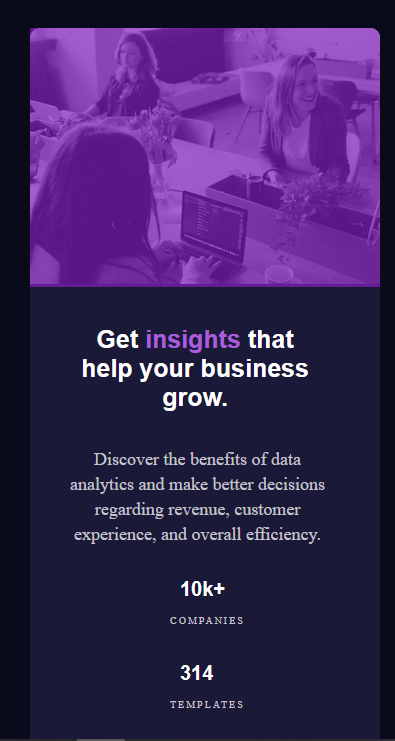 Get insights that
help your business
grow.
Discover the benefits of data
analytics and make better decisions
regarding revenue, customer
experience, and overall efficiency.
10k+
COMPANIES
314
TEMPLATES